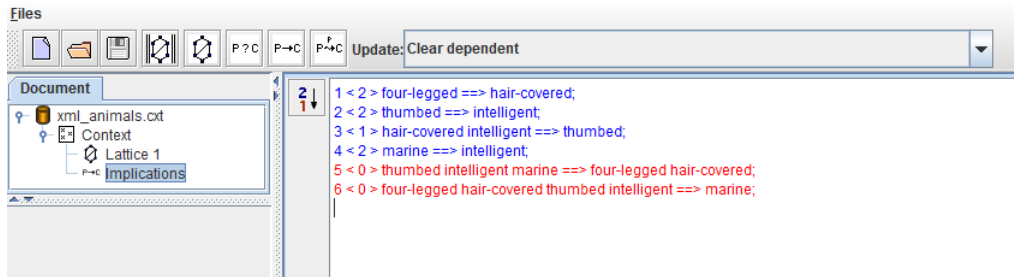 Files
P?C P→C P↝C Update: Clear dependent
Document
xml_animals.cxt
Context
Lattice 1
P→C Implications
2 1
1 < 2 > four-legged ==> hair-covered;
2 < 2 > thumbed ==> intelligent;
3 < 1 > hair-covered intelligent ==> thumbed;
4 < 2 > marine ==> intelligent;
5 < 0 > thumbed intelligent marine ==> four-legged hair-covered;
6 < 0 > four-legged hair-covered thumbed intelligent ==> marine;